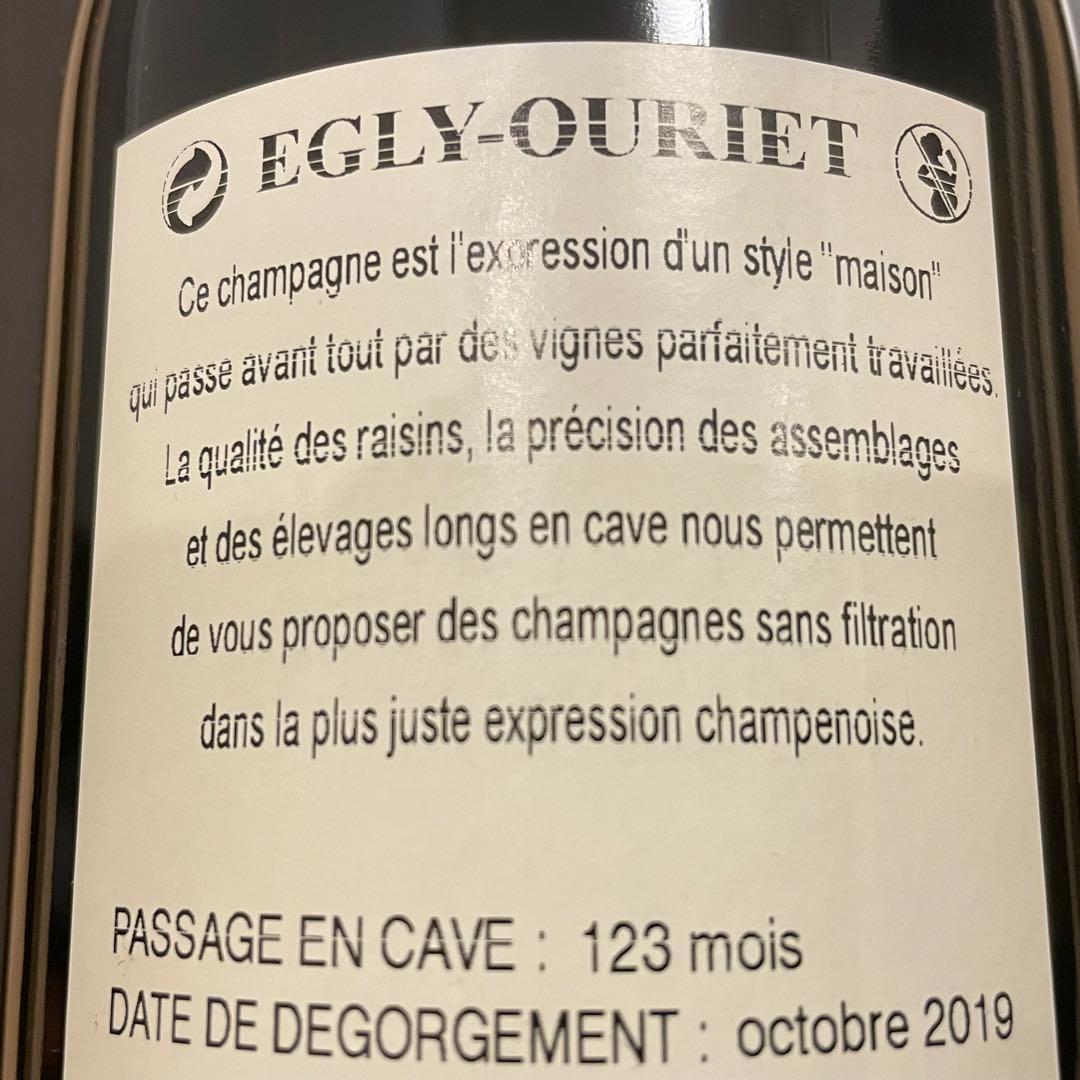 EGLY-OURIET
Ce champagne est l'expression d'un style "maison"
qui passe avant tout par des vignes parfaitement travaillées.
La qualité des raisins, la précision des assemblages
et des élevages longs en cave nous permettent
de vous proposer des champagnes sans filtration
dans la plus juste expression champenoise.
PASSAGE EN CAVE : 123 mois
DATE DE DEGORGEMENT : octobre 2019